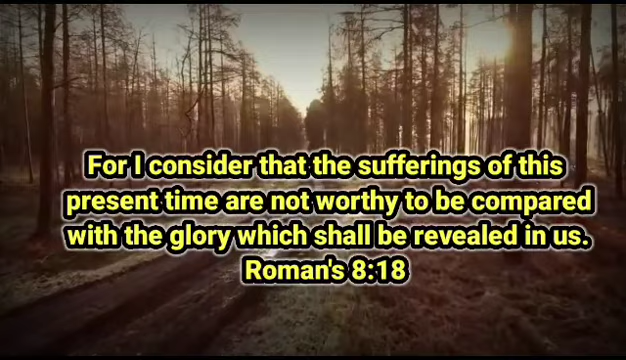 For I consider that the sufferings of this
present time are not worthy to be compared
with the glory which shall be revealed in us.
Roman's 8:18